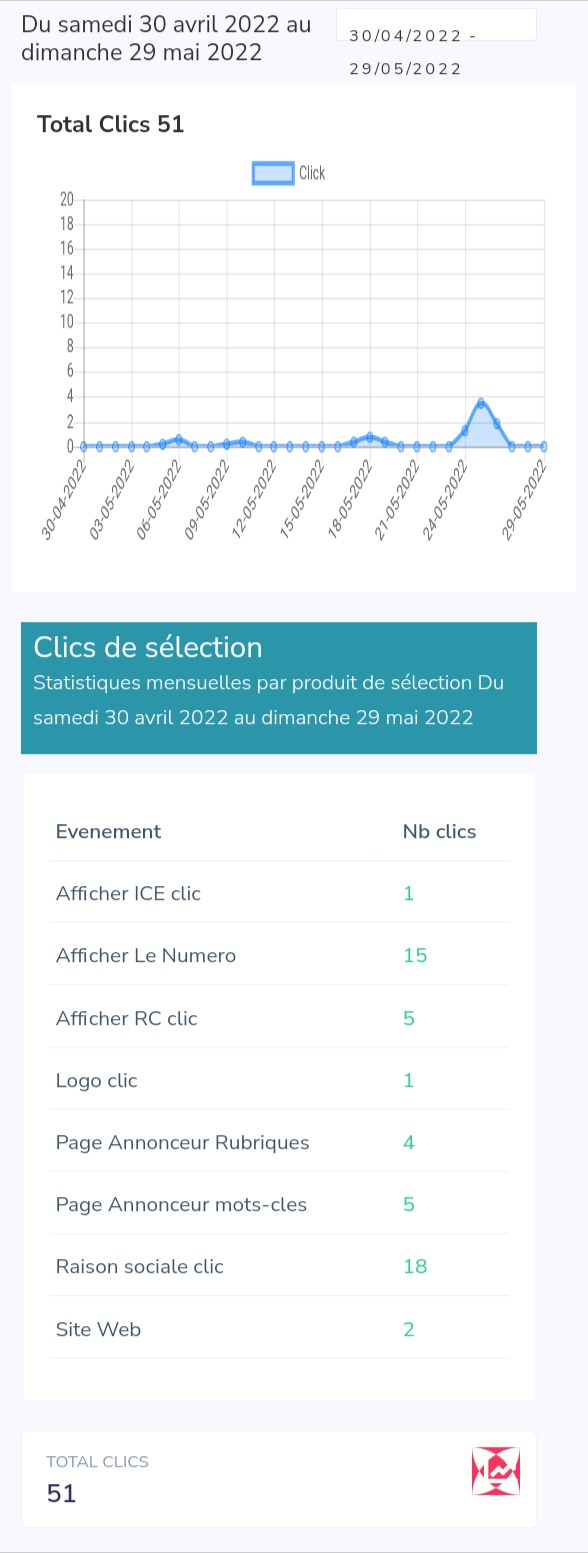 Du samedi 30 avril 2022 au
dimanche 29 mai 2022
30/04/2022 -
29/05/2022
Total Clics 51
Click
20
18
16
14
12
10
8
6
4
2
0
30-04-2022
03-05-2022
06-05-2022
09-05-2022
12-05-2022
15-05-2022
18-05-2022
21-05-2022
24-05-2022
29-05-2022
Clics de sélection
Statistiques mensuelles par produit de sélection Du
samedi 30 avril 2022 au dimanche 29 mai 2022
Evenement Nb clics
Afficher ICE clic 1
Afficher Le Numero 15
Afficher RC clic 5
Logo clic 1
Page Annonceur Rubriques 4
Page Annonceur mots-cles 5
Raison sociale clic 18
Site Web 2
TOTAL CLICS
51